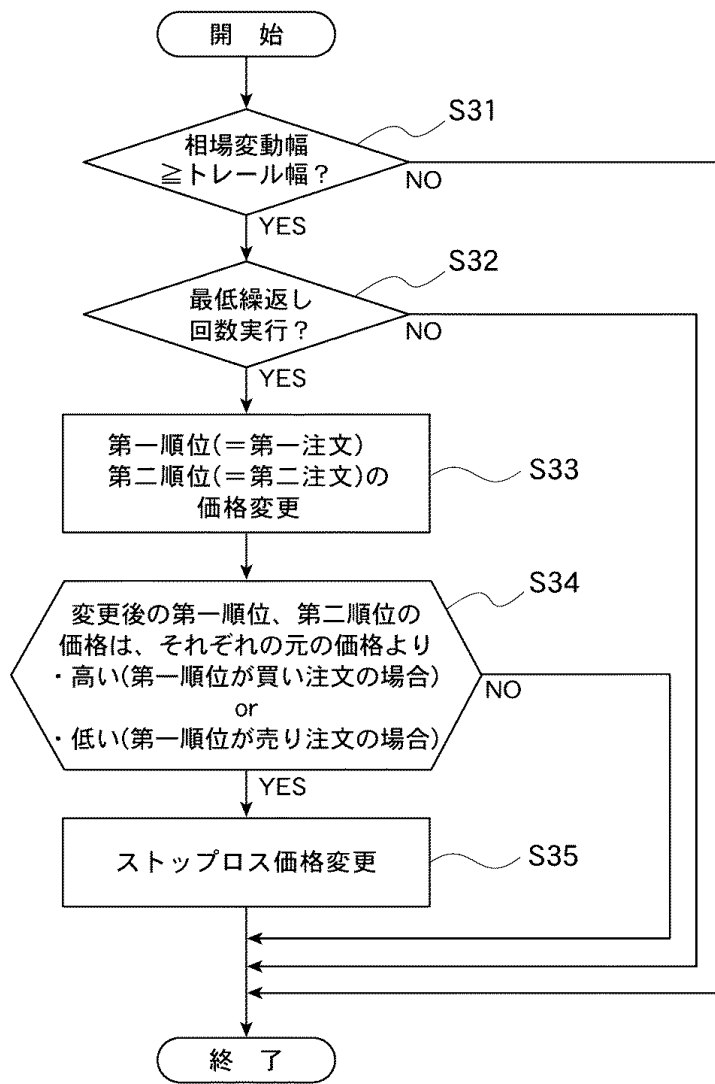 開 始
S31
相場変動幅
≧トレール幅？
NO
YES
S32
最低繰返し
回数実行？
NO
YES
第一順位(＝第一注文)
第二順位(＝第二注文)の
価格変更
S33
S34
変更後の第一順位、第二順位の
価格は、それぞれの元の価格より
・高い(第一順位が買い注文の場合)
or
・低い(第一順位が売り注文の場合)
NO
YES
ストップロス価格変更
S35
終 了